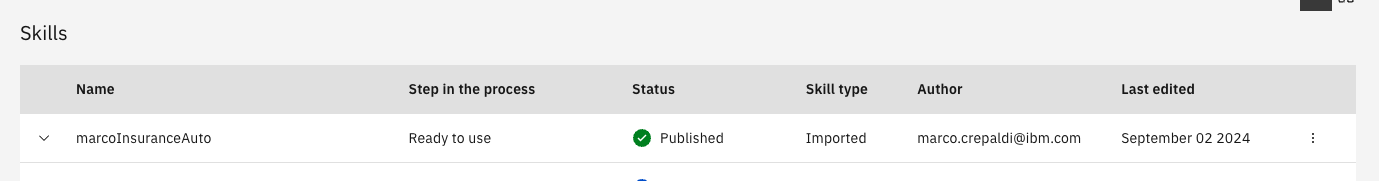 Skills
Name Step in the process Status Skill type Author Last edited
marcoInsuranceAuto Ready to use Published Imported marco.crepaldi@ibm.com September 02 2024